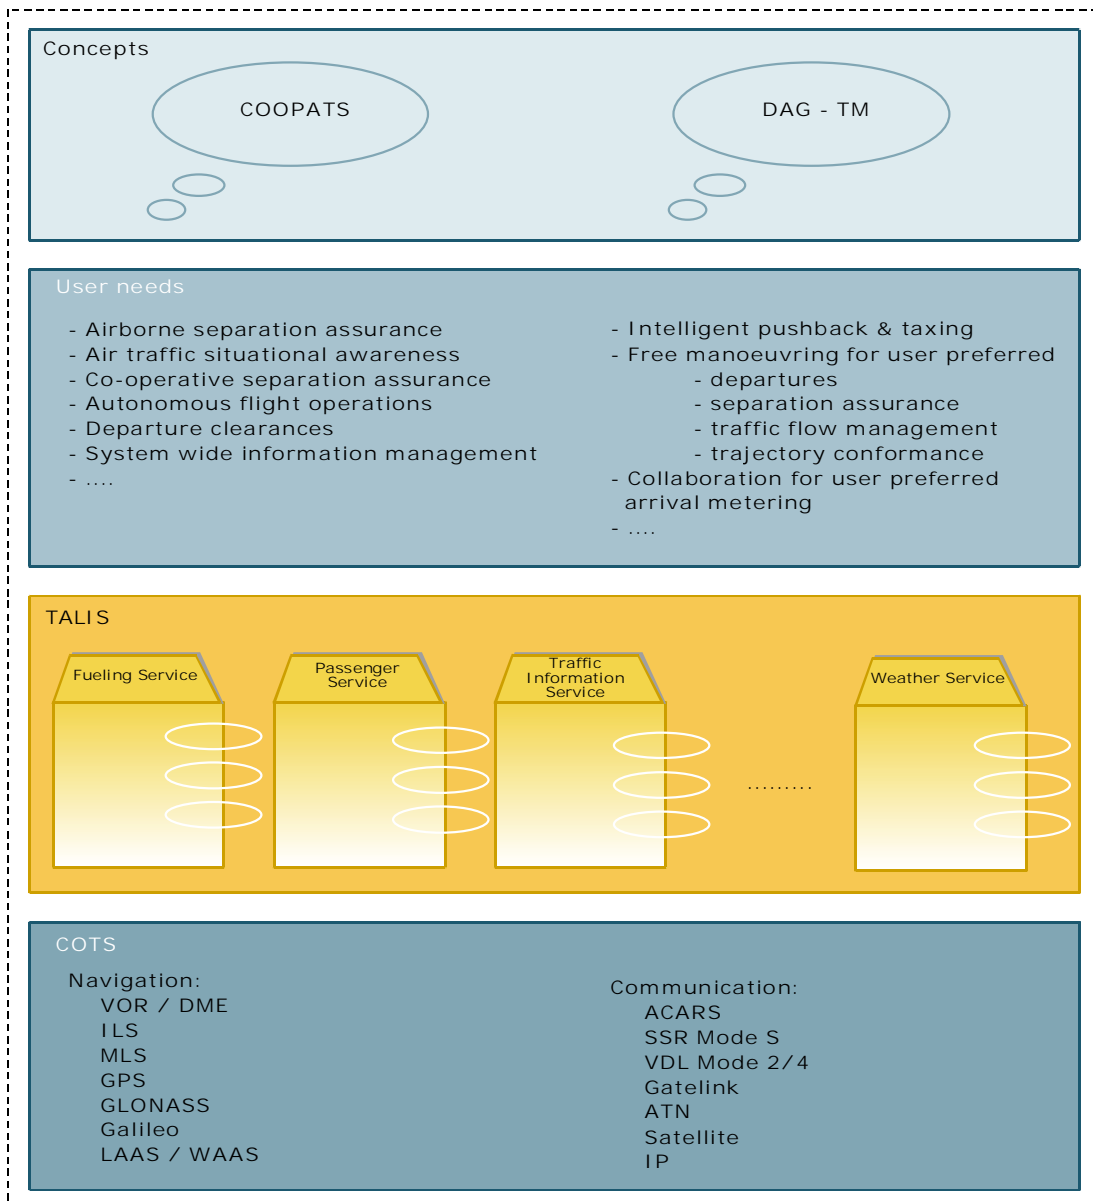 Concepts
COOPATS
DAG - TM
User needs
- Airborne separation assurance
- Air traffic situational awareness
- Co-operative separation assurance
- Autonomous flight operations
- Departure clearances
- System wide information management
- ....
- Intelligent pushback & taxing
- Free manoeuvring for user preferred
- departures
- separation assurance
- traffic flow management
- trajectory conformance
- Collaboration for user preferred
arrival metering
- ....
TALIS
Fueling Service
Passenger
Service
Traffic
Information
Service
.........
Weather Service
COTS
Navigation:
VOR / DME
ILS
MLS
GPS
GLONASS
Galileo
LAAS / WAAS
Communication:
ACARS
SSR Mode S
VDL Mode 2/4
Gatelink
ATN
Satellite
IP